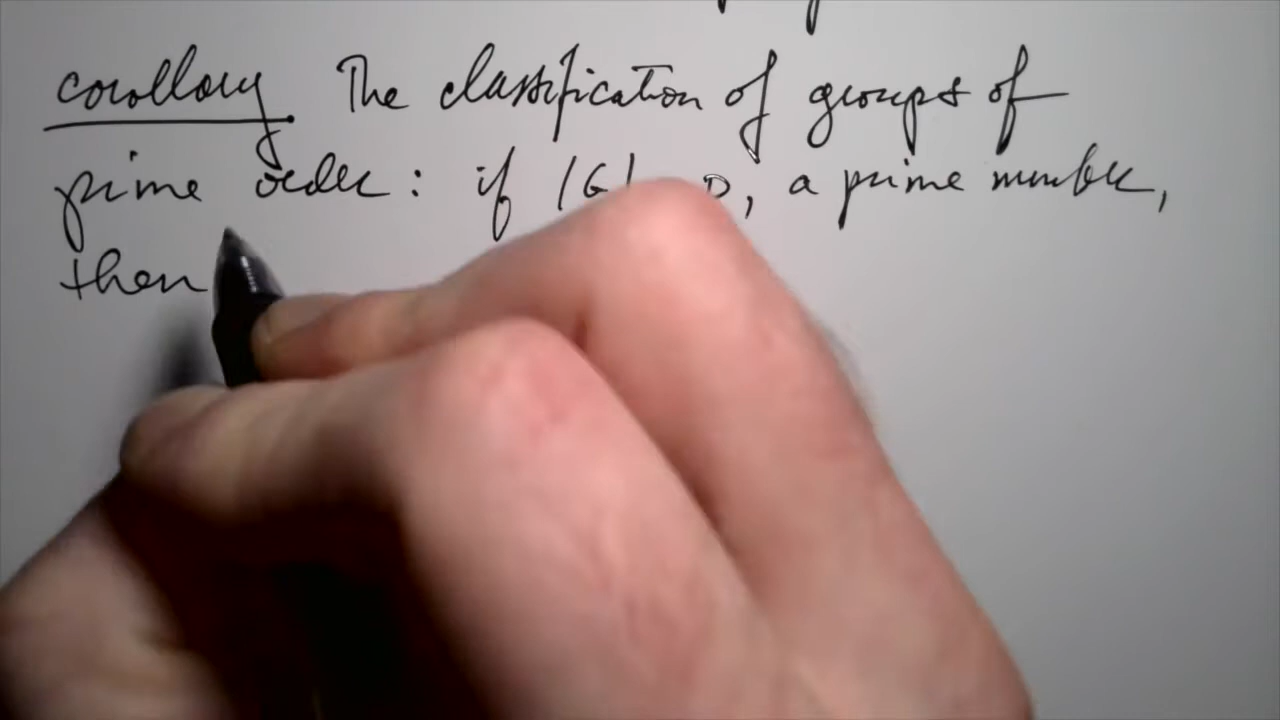 corollary The classification of groups of
prime order: if |G| = p, a prime number,
then